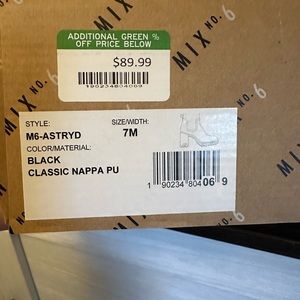 ADDITIONAL GREEN %
OFF PRICE BELOW
$89.99
190234804069
MIX NO. 6
MIX NO. 6
STYLE: SIZE/WIDTH:
M6-ASTRYD 7M
COLOR/MATERIAL:
BLACK
CLASSIC NAPPA PU
1 90234 80406 9
NO. 6
MIX